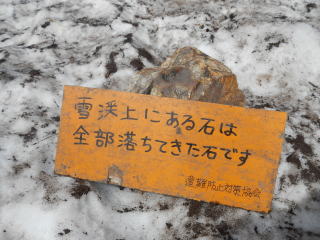 雪渓上にある石は
全部落ちてきた石です
遭難防止対策協会